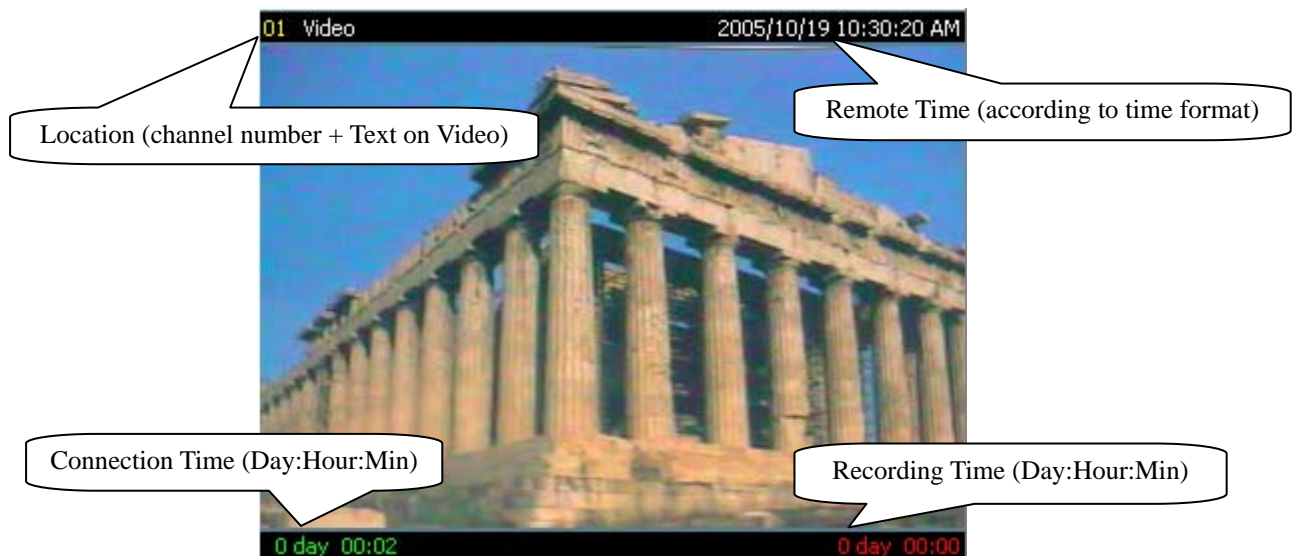 01 Video
2005/10/19 10:30:20 AM
Location (channel number + Text on Video)
Remote Time (according to time format)
Connection Time (Day:Hour:Min)
Recording Time (Day:Hour:Min)
0 day 00:02
0 day 00:00